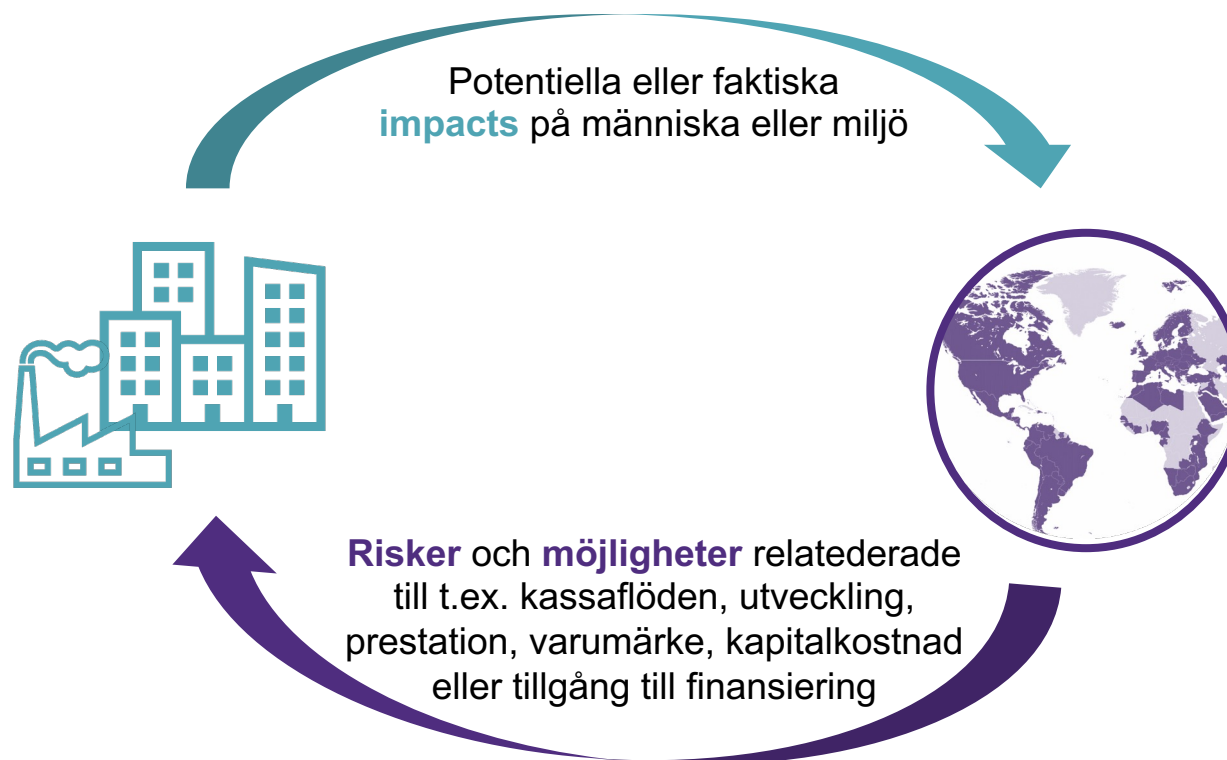 Potentiella eller faktiska
impacts på människa eller miljö
Risker och möjligheter relatederade
till t.ex. kassaflöden, utveckling,
prestation, varumärke, kapitalkostnad
eller tillgång till finansiering